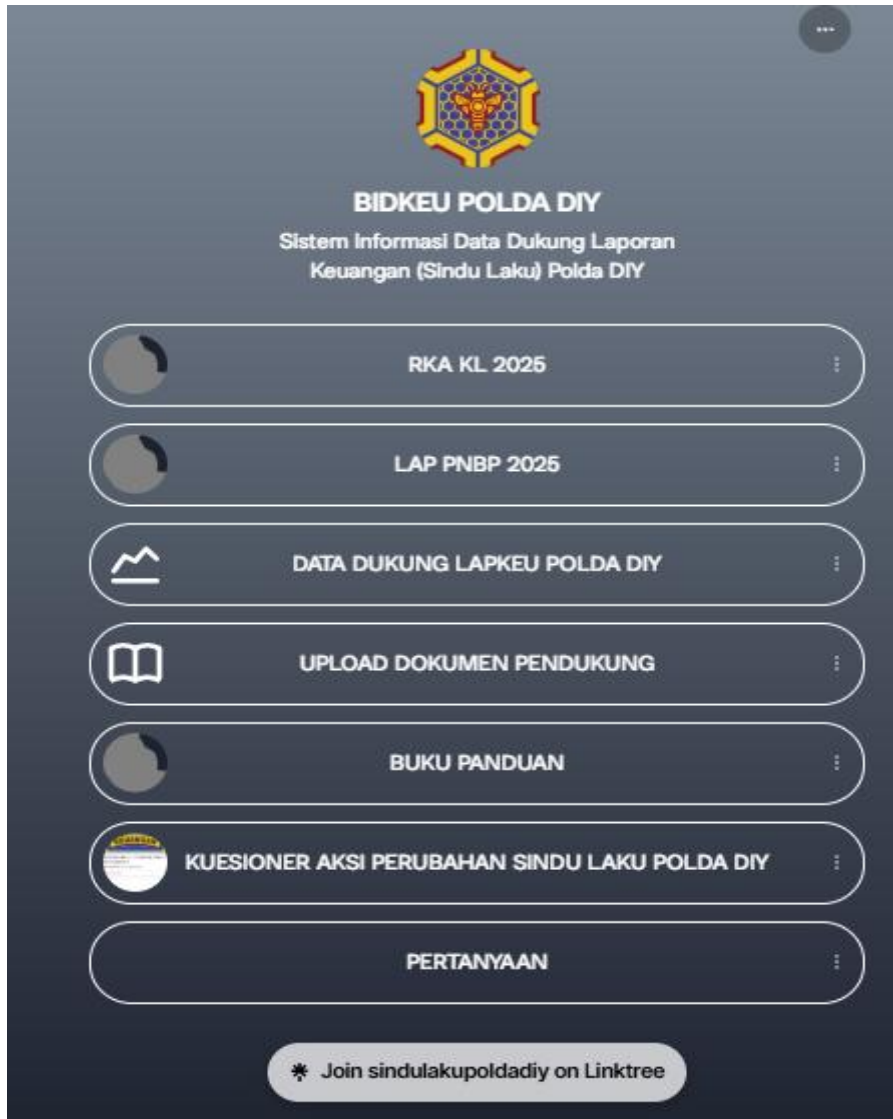 BIDKEU POLDA DIY
Sistem Informasi Data Dukung Laporan
Keuangan (Sindu Laku) Polda DIY
RKA KL 2025
LAP PNBP 2025
DATA DUKUNG LAPKEU POLDA DIY
UPLOAD DOKUMEN PENDUKUNG
BUKU PANDUAN
KUESIONER AKSI PERUBAHAN SINDU LAKU POLDA DIY
PERTANYAAN
Join sindulakupoldadiy on Linktree